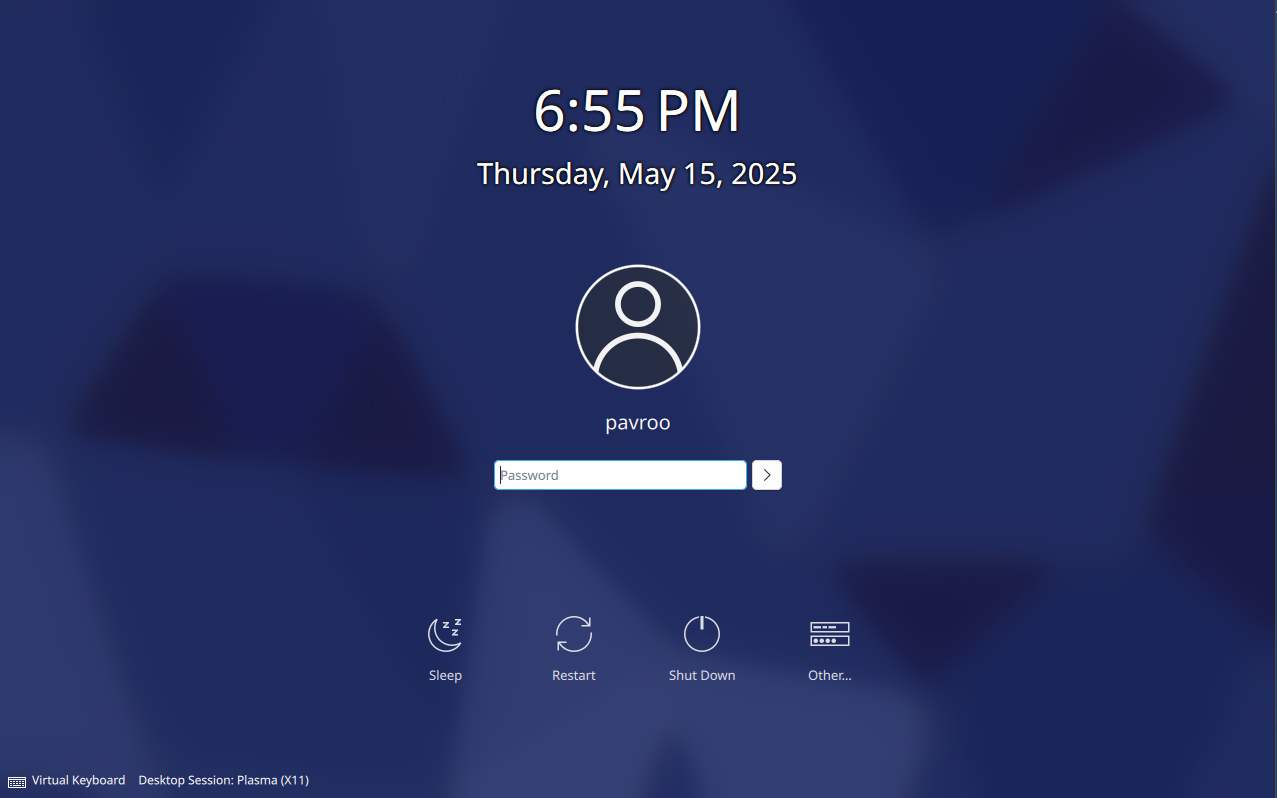 6:55 PM
Thursday, May 15, 2025
pavroo
Password
Sleep
Restart
Shut Down
Other...
Virtual Keyboard
Desktop Session: Plasma (X11)